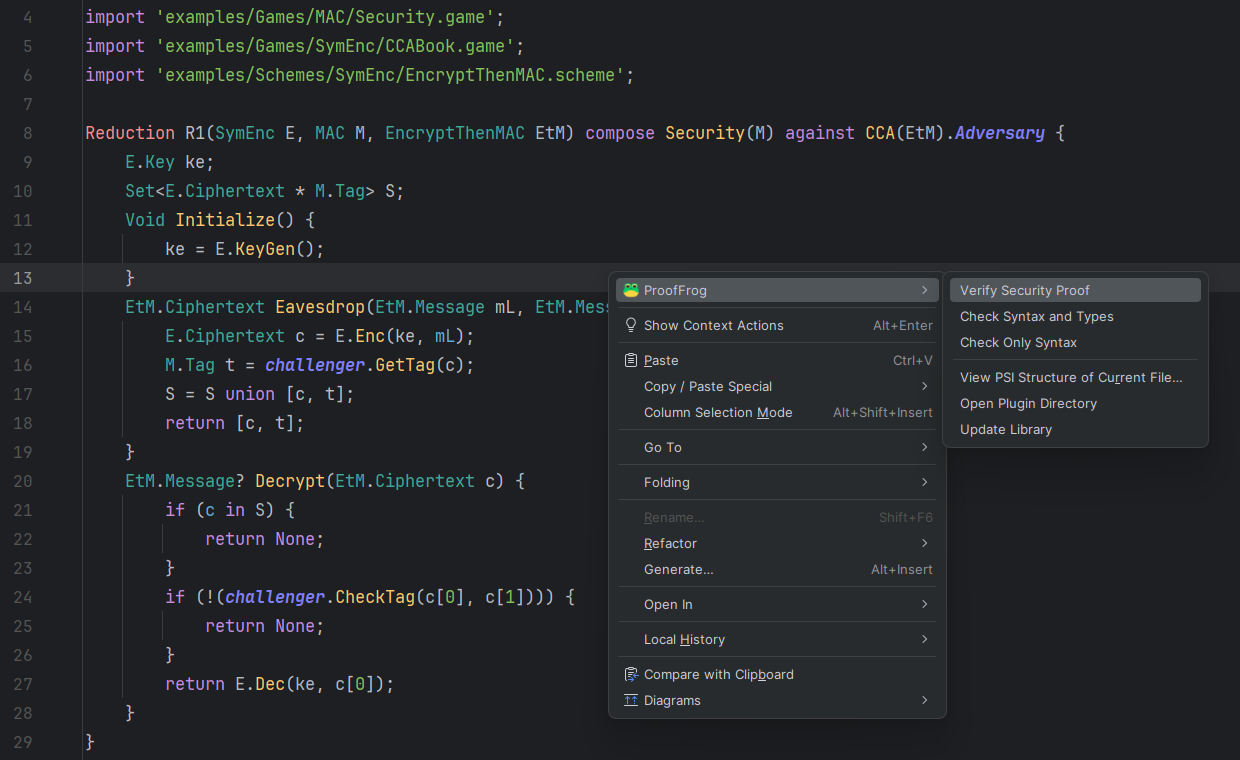 4 import 'examples/Games/MAC/Security.game';
5 import 'examples/Games/SymEnc/CCABook.game';
6 import 'examples/Schemes/SymEnc/EncryptThenMAC.scheme';
7
8 Reduction R1(SymEnc E, MAC M, EncryptThenMAC EtM) compose Security(M) against CCA(EtM).Adversary {
9     E.Key ke;
10     Set<E.Ciphertext * M.Tag> S;
11     Void Initialize() {
12         ke = E.KeyGen();
13     }
14     EtM.Ciphertext Eavesdrop(EtM.Message mL, EtM.Mes
15         E.Ciphertext c = E.Enc(ke, mL);
16         M.Tag t = challenger.GetTag(c);
17         S = S union [c, t];
18         return [c, t];
19     }
20     EtM.Message? Decrypt(EtM.Ciphertext c) {
21         if (c in S) {
22             return None;
23         }
24         if (!(challenger.CheckTag(c[0], c[1]))) {
25             return None;
26         }
27         return E.Dec(ke, c[0]);
28     }
29 }
ProofFrog
Show Context Actions Alt+Enter
Paste Ctrl+V
Copy / Paste Special
Column Selection Mode Alt+Shift+Insert
Go To
Folding
Rename... Shift+F6
Refactor
Generate... Alt+Insert
Open In
Local History
Compare with Clipboard
Diagrams
Verify Security Proof
Check Syntax and Types
Check Only Syntax
View PSI Structure of Current File...
Open Plugin Directory
Update Library